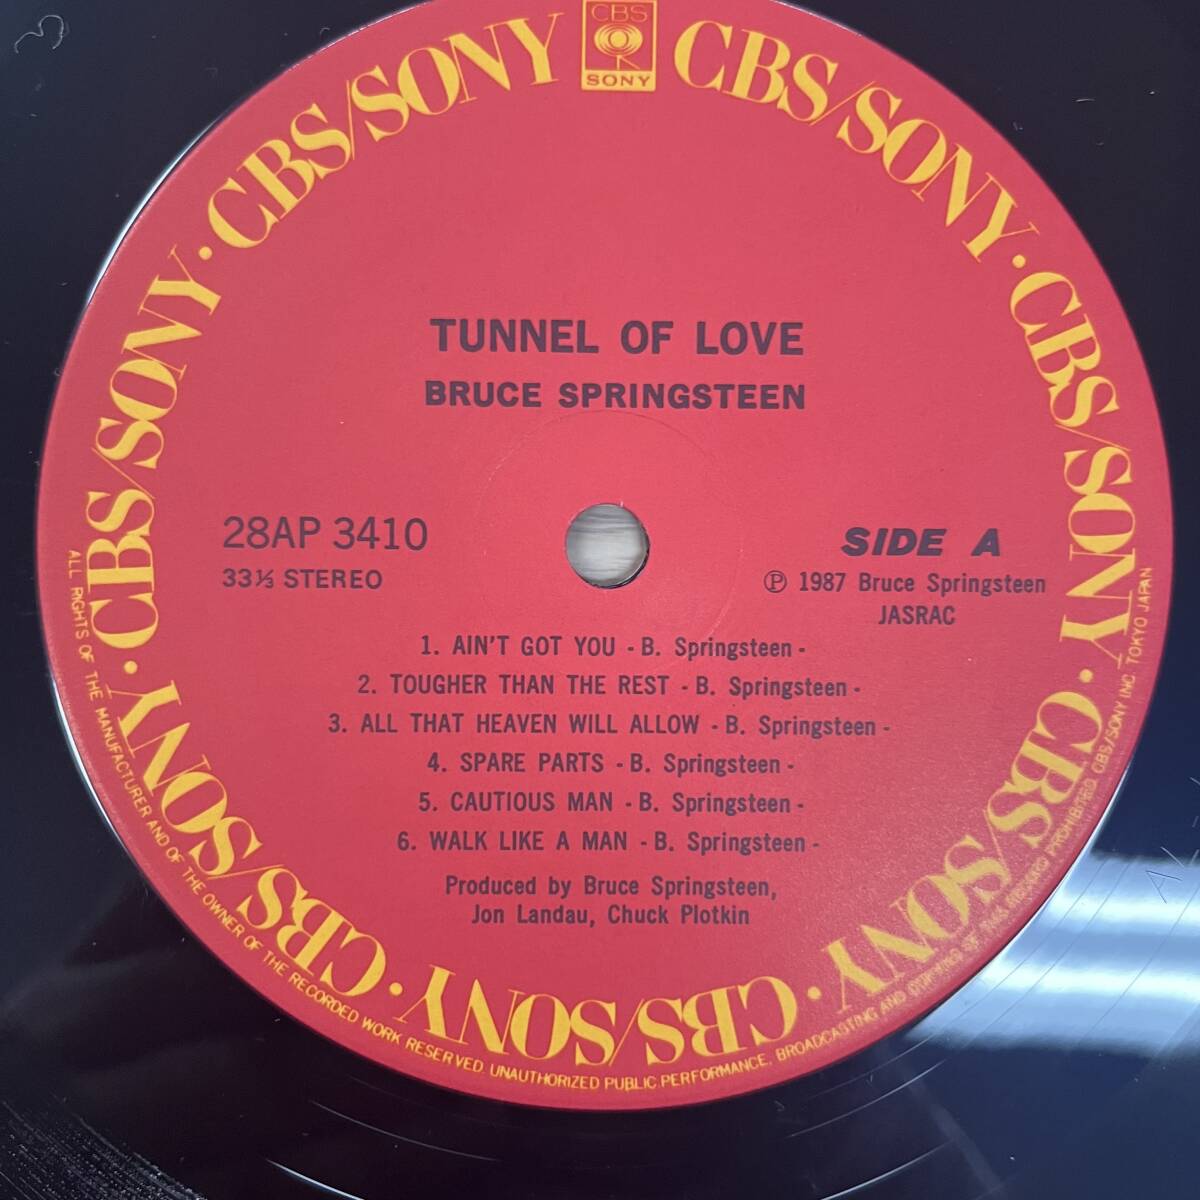 CBS
SONY
CBS/SONY · CBS/SONY · CBS/SONY · CBS/SONY · CBS/SONY · CBS/SONY · CBS/SONY · CBS/SONY
TUNNEL OF LOVE
BRUCE SPRINGSTEEN
28AP 3410
33⅓ STEREO
SIDE A
Ⓟ 1987 Bruce Springsteen
JASRAC
1. AIN'T GOT YOU - B. Springsteen -
2. TOUGHER THAN THE REST - B. Springsteen -
3. ALL THAT HEAVEN WILL ALLOW - B. Springsteen -
4. SPARE PARTS - B. Springsteen -
5. CAUTIOUS MAN - B. Springsteen -
6. WALK LIKE A MAN - B. Springsteen -
Produced by Bruce Springsteen,
Jon Landau, Chuck Plotkin
ALL RIGHTS OF THE MANUFACTURER AND OF THE OWNER OF THE RECORDED WORK RESERVED. UNAUTHORIZED PUBLIC PERFORMANCE, BROADCASTING AND COPYING OF THIS RECORD PROHIBITED. CBS/SONY INC. TOKYO JAPAN